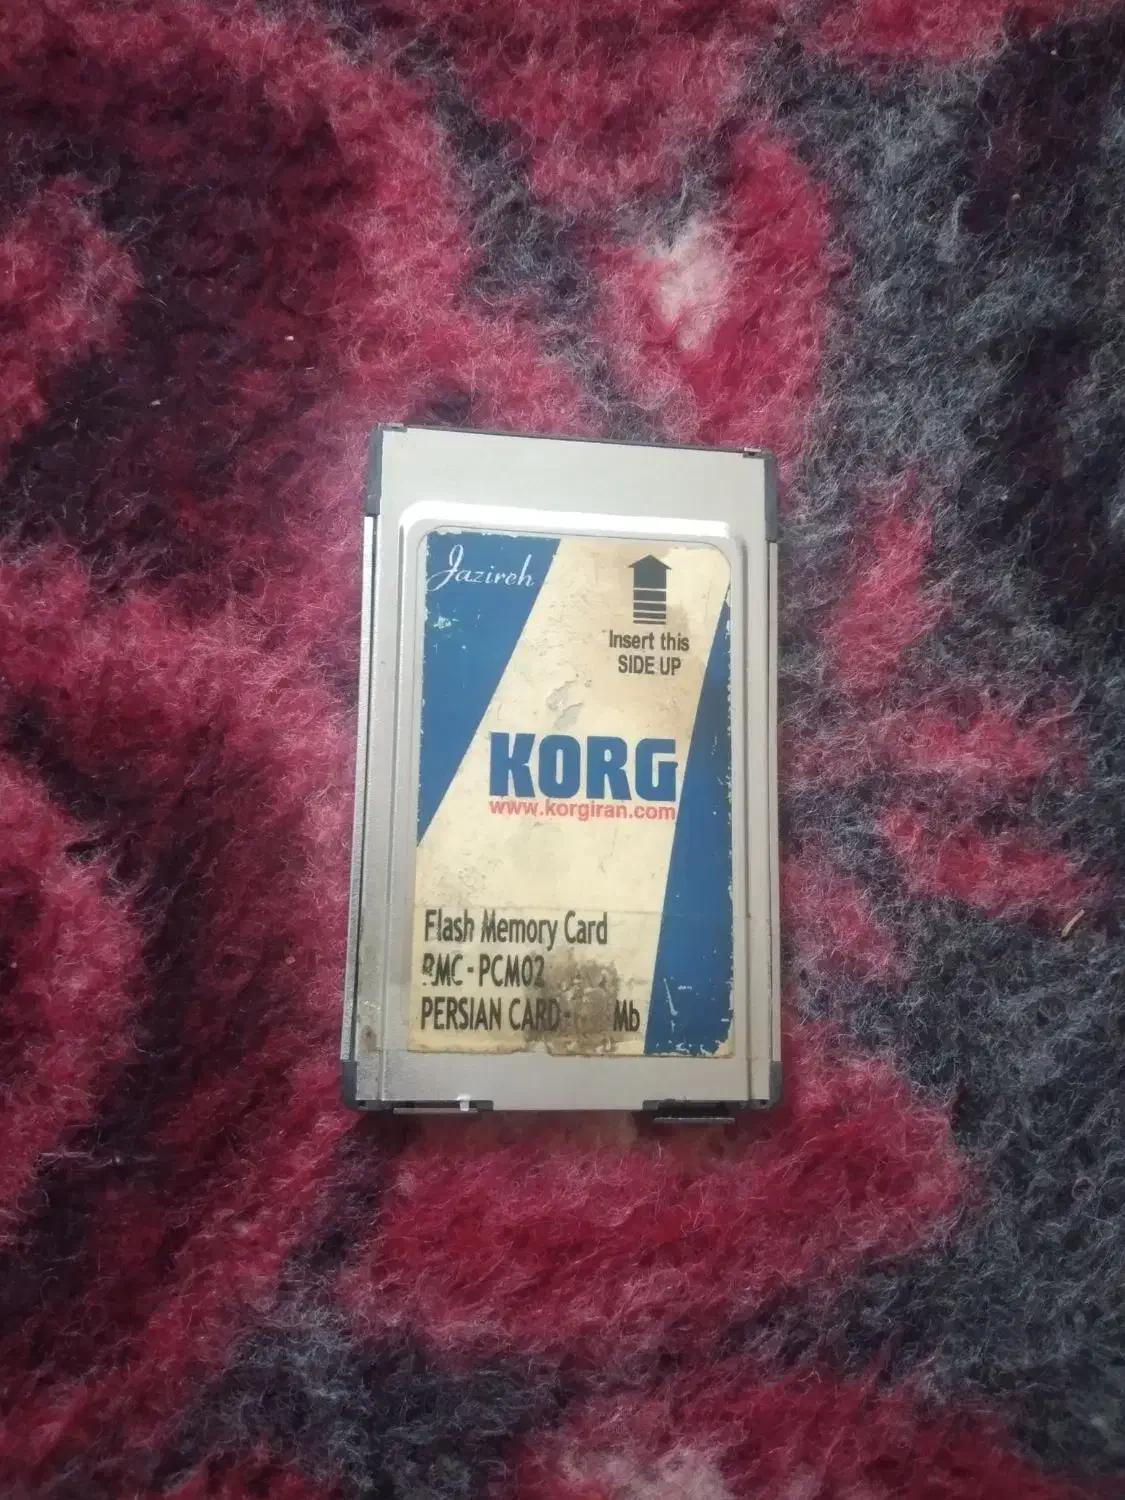 Jazireh
Insert this
SIDE UP
KORG
www.korgiran.com
Flash Memory Card
PCM02
PERSIAN CARD - Mb